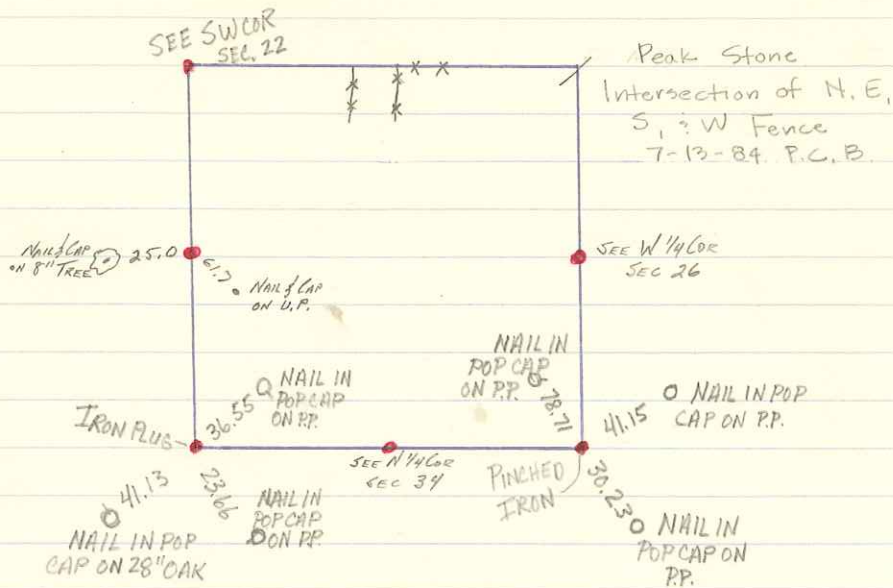 SEE SW COR
SEC. 22
Peak Stone
Intersection of N, E,
S, & W Fence
7-13-84 P.C.B.
NAIL & CAP
ON 8" TREE
25.0
61.7
NAIL & CAP
ON U.P.
SEE W 1/4 COR
SEC 26
NAIL IN
POP CAP
ON P.P.
36.55
NAIL IN
POP CAP
ON P.P.
78.71
NAIL IN POP
CAP ON P.P.
41.15
IRON PLUG
SEE N 1/4 COR
SEC 34
PINCHED
IRON
41.13
NAIL IN POP
CAP ON 28" OAK
23.66
NAIL IN
POP CAP
ON P.P.
30.23
NAIL IN
POP CAP ON
P.P.